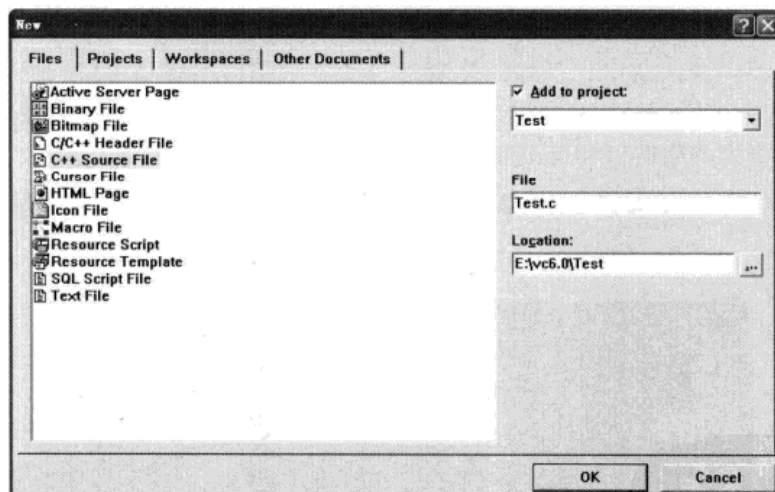 New
Files Projects Workspaces Other Documents
Active Server Page
Binary File
Bitmap File
C/C++ Header File
C++ Source File
Cursor File
HTML Page
Icon File
Macro File
Resource Script
Resource Template
SQL Script File
Text File
Add to project:
Test
File
Test.c
Location:
E:\vc6.0\Test
...
OK Cancel